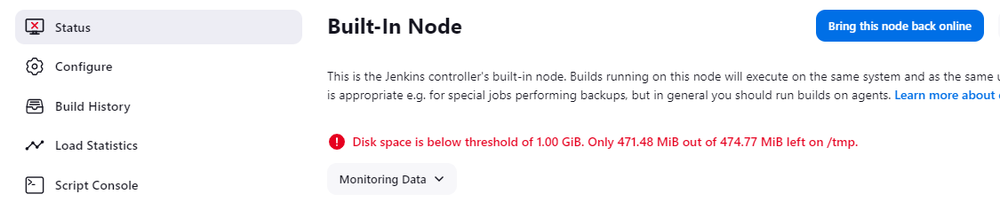 Status
Configure
Build History
Load Statistics
Script Console
Built-In Node
Bring this node back online
This is the Jenkins controller's built-in node. Builds running on this node will execute on the same system and as the same
is appropriate e.g. for special jobs performing backups, but in general you should run builds on agents. Learn more about
Disk space is below threshold of 1.00 GiB. Only 471.48 MiB out of 474.77 MiB left on /tmp.
Monitoring Data